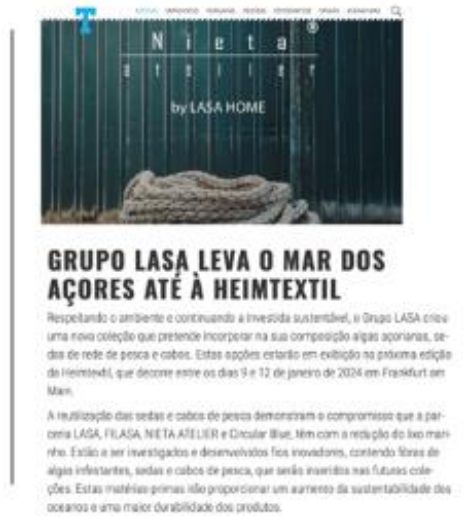 Nieta®
atelier
by LASA HOME
GRUPO LASA LEVA O MAR DOS
AÇORES ATÉ À HEIMTEXTIL
Respeitando o ambiente e continuando a investida sustentável, o Grupo LASA criou
uma nova coleção que pretende incorporar na sua composição algas açorianas, se-
das de rede de pesca e cabos. Estas opções estarão em exibição na próxima edição
da Heimtextil, que decorre entre os dias 9 e 12 de janeiro de 2024 em Frankfurt am
Main.
A reutilização das sedas e cabos de pesca demonstram o compromisso que a par-
ceria LASA, FILASA, NIETA ATELIER e Circular Blue, têm com a redução do lixo mari-
nho. Estão a ser investigados e desenvolvidos fios inovadores, contendo fibras de
algas infestantes, sedas e cabos de pesca, que serão inseridos nas futuras cole-
ções. Estas matérias-primas irão proporcionar um aumento da sustentabilidade dos
oceanos e uma maior durabilidade dos produtos.